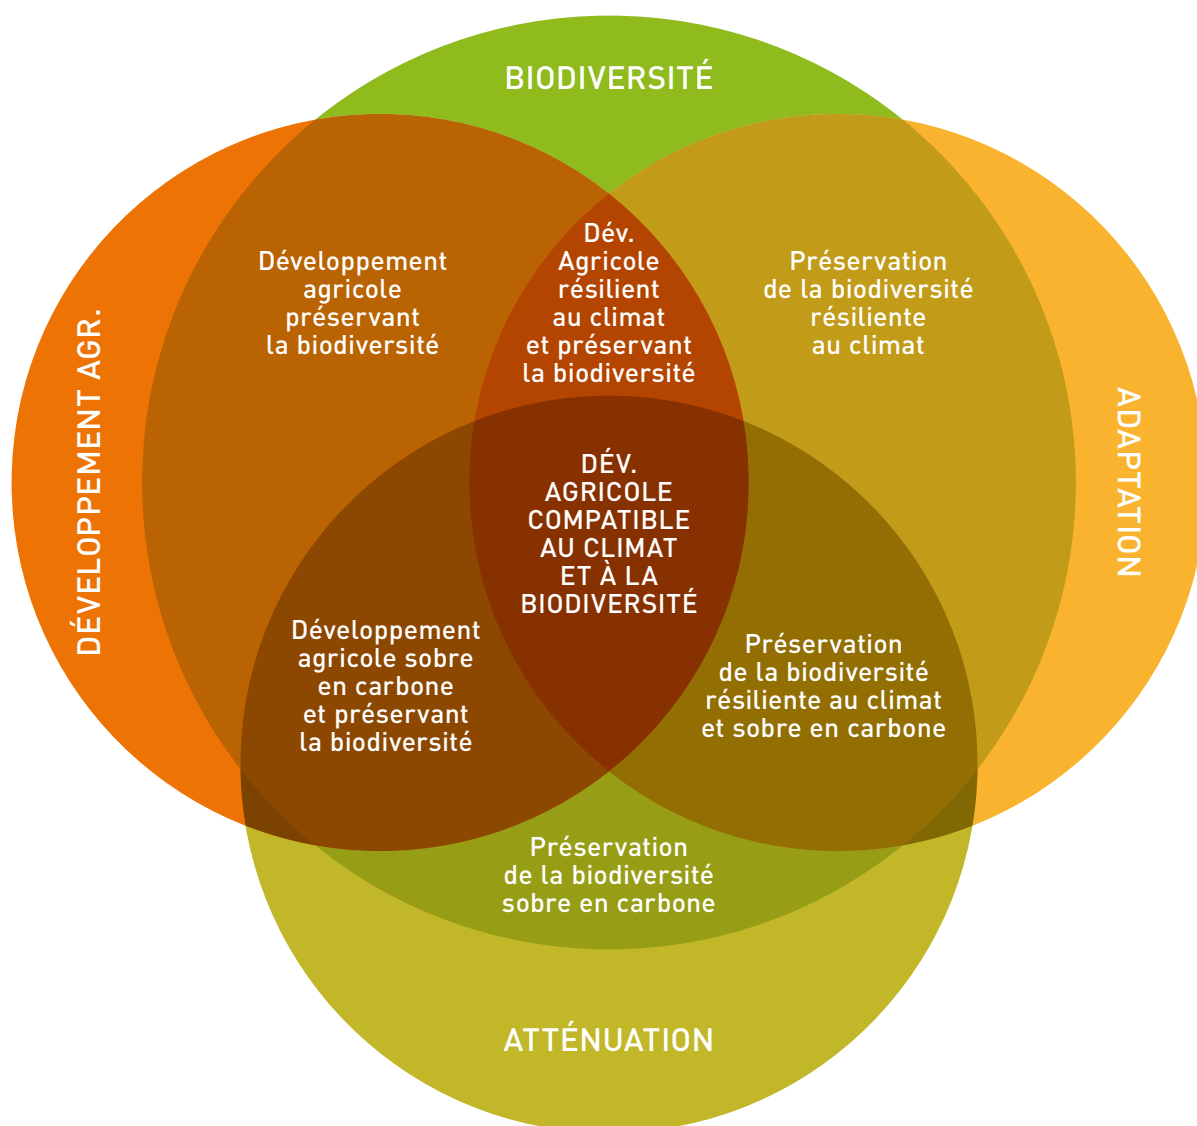 BIODIVERSITÉ
Développement
agricole
préservant
la biodiversité
Dév.
Agricole
résilient
au climat
et préservant
la biodiversité
Préservation
de la biodiversité
résiliente
au climat
DÉVELOPPEMENT AGR.
ADAPTATION
DÉV.
AGRICOLE
COMPATIBLE
AU CLIMAT
ET À LA
BIODIVERSITÉ
Développement
agricole sobre
en carbone
et préservant
la biodiversité
Préservation
de la biodiversité
résiliente au climat
et sobre en carbone
Préservation
de la biodiversité
sobre en carbone
ATTÉNUATION